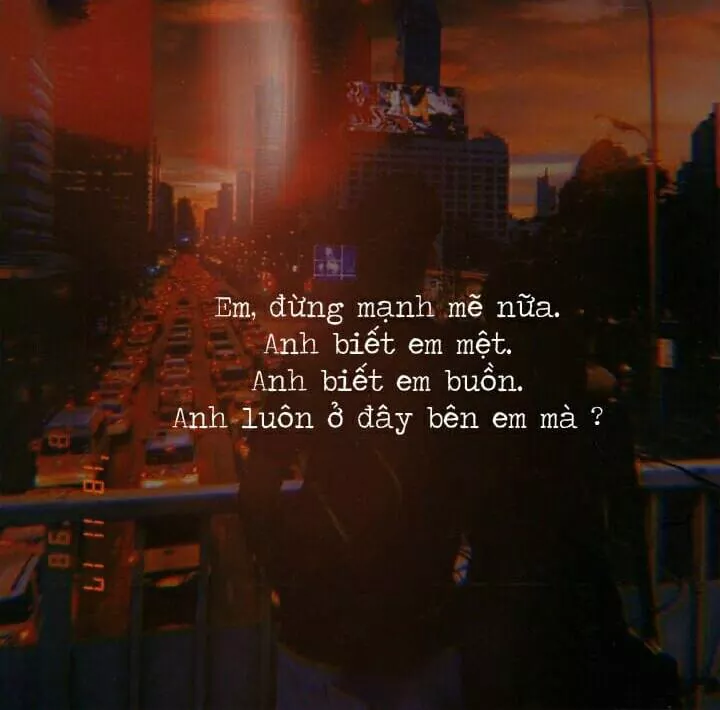 Em, đừng mạnh mẽ nữa.
Anh biết em mệt.
Anh biết em buồn.
Anh luôn ở đây bên em mà ?